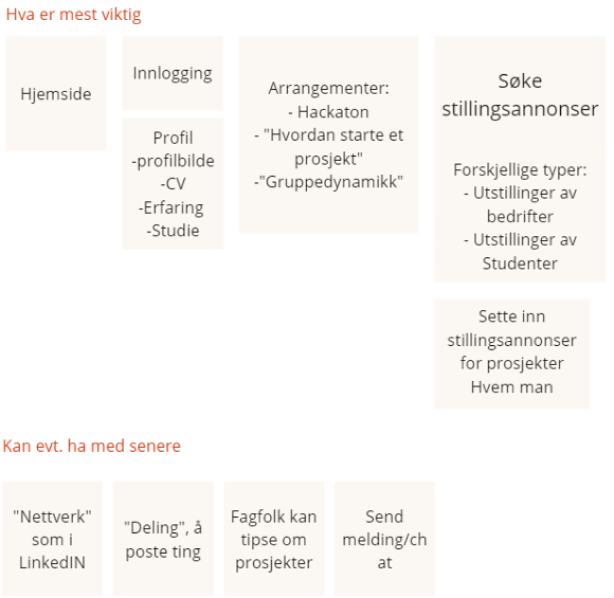 Hva er mest viktig
Hjemside
Innlogging
Profil
-profilbilde
-CV
-Erfaring
-Studie
Arrangementer:
- Hackaton
- "Hvordan starte et
prosjekt"
-"Gruppedynamikk"
Søke
stillingsannonser
Forskjellige typer:
- Utstillinger av
bedrifter
- Utstillinger av
Studenter
Sette inn
stillingsannonser
for prosjekter
Hvem man
Kan evt. ha med senere
"Nettverk"
som i
LinkedIN
"Deling", å
poste ting
Fagfolk kan
tipse om
prosjekter
Send
melding/ch
at